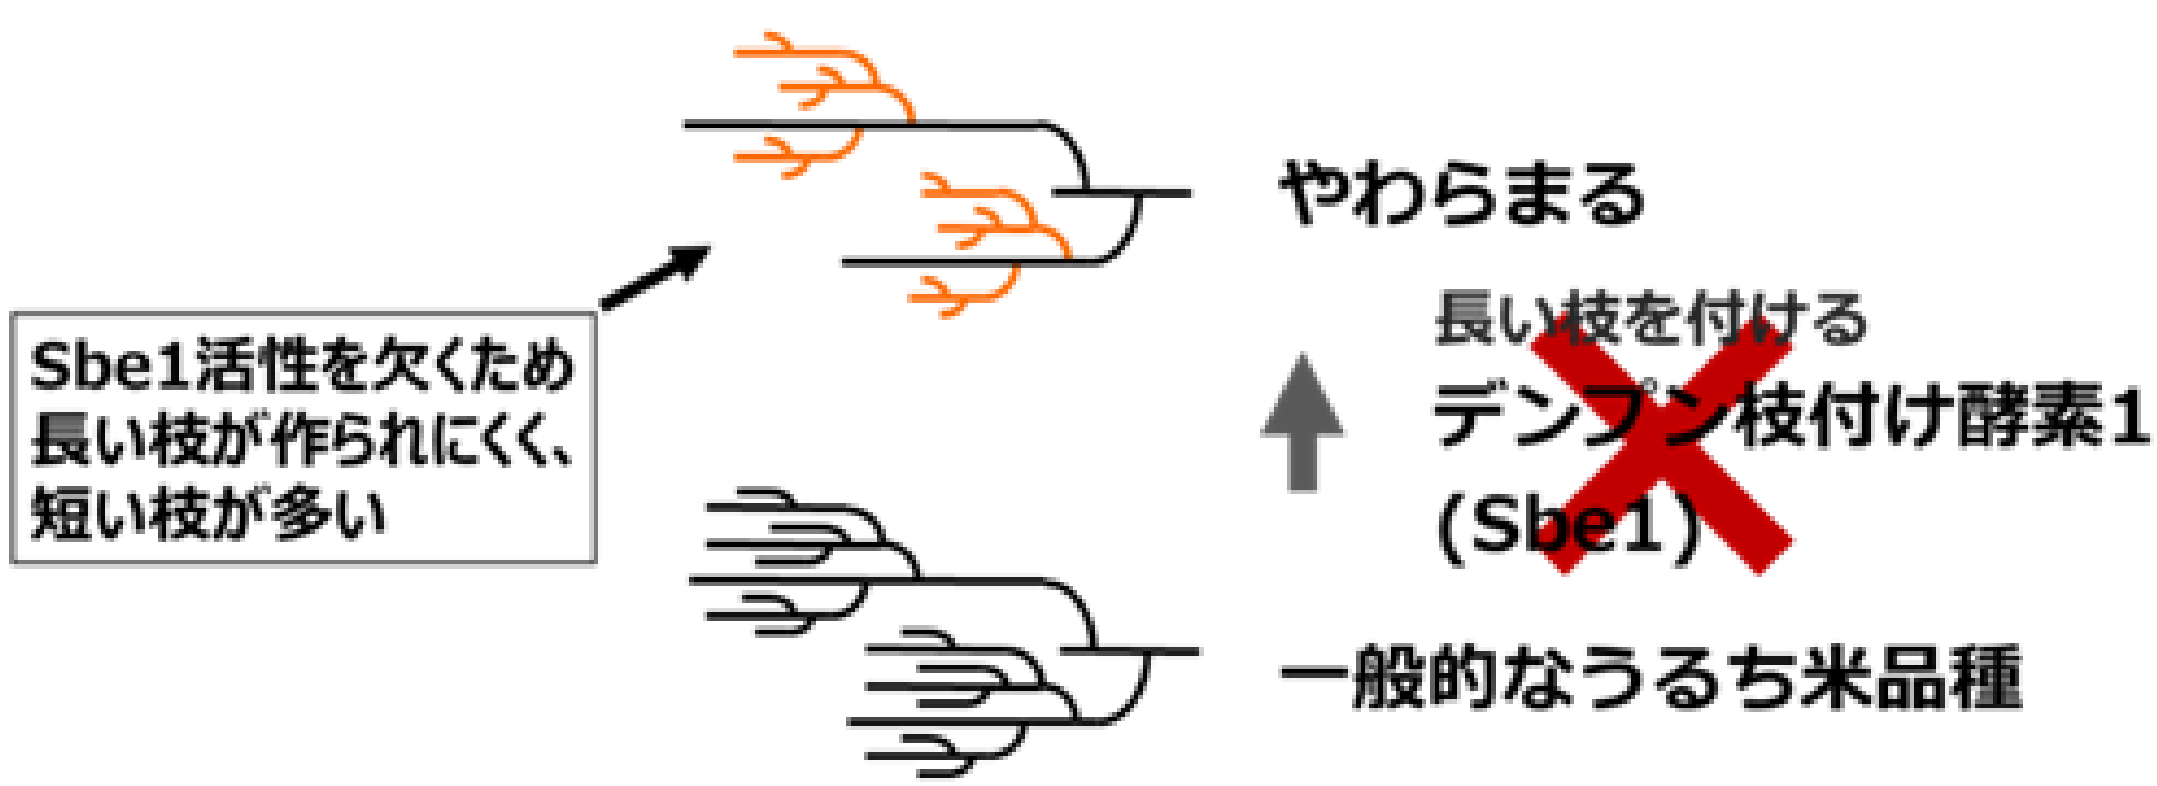 やわらまる
長い枝を付ける
デンプン枝付け酵素1
(Sbe1)
Sbe1活性を欠くため
長い枝が作られにくく、
短い枝が多い
一般的なうるち米品種